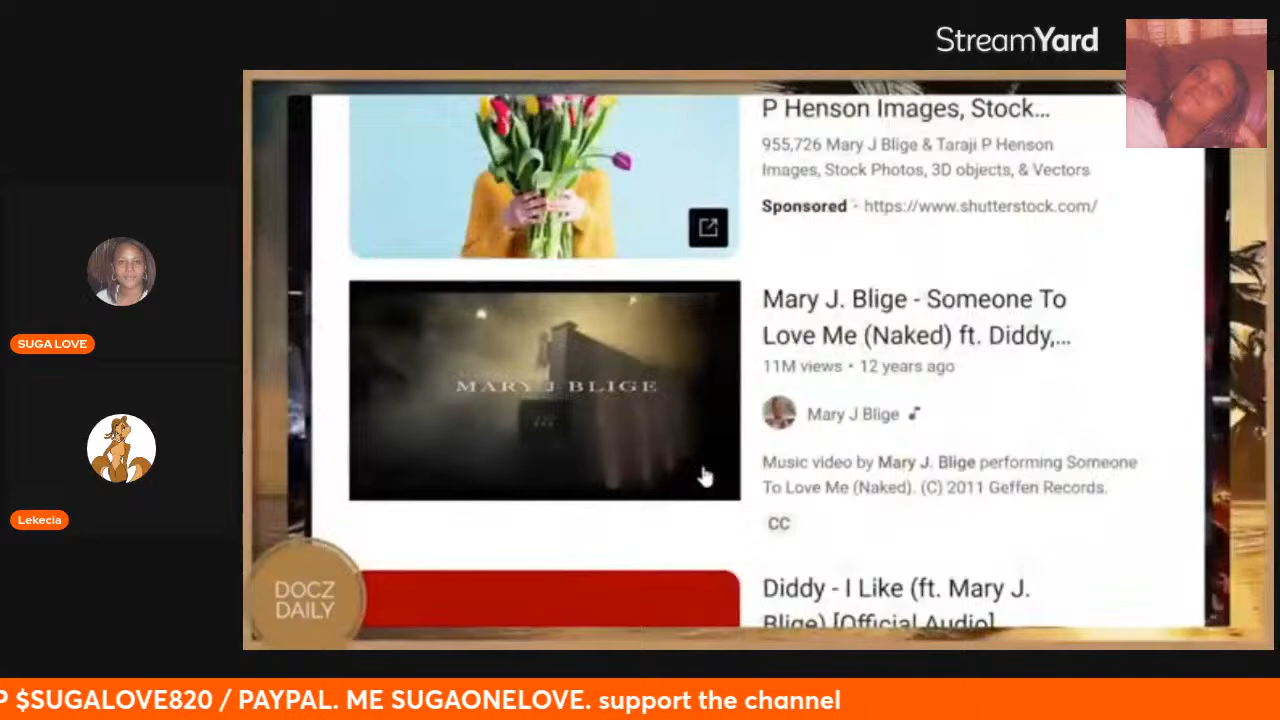 StreamYard
P Henson Images, Stock...
955,726 Mary J Blige & Taraji P Henson
Images, Stock Photos, 3D objects, & Vectors
Sponsored - https://www.shutterstock.com/
MARY J BLIGE
Mary J. Blige - Someone To
Love Me (Naked) ft. Diddy,...
11M views • 12 years ago
Mary J Blige
Music video by Mary J. Blige performing Someone
To Love Me (Naked). (C) 2011 Geffen Records.
CC
Diddy - I Like (ft. Mary J.
Blige) [Official Audio]
SUGA LOVE
Lekecia
DOCZ
DAILY
P $SUGALOVE820 / PAYPAL. ME SUGAONELOVE. support the channel